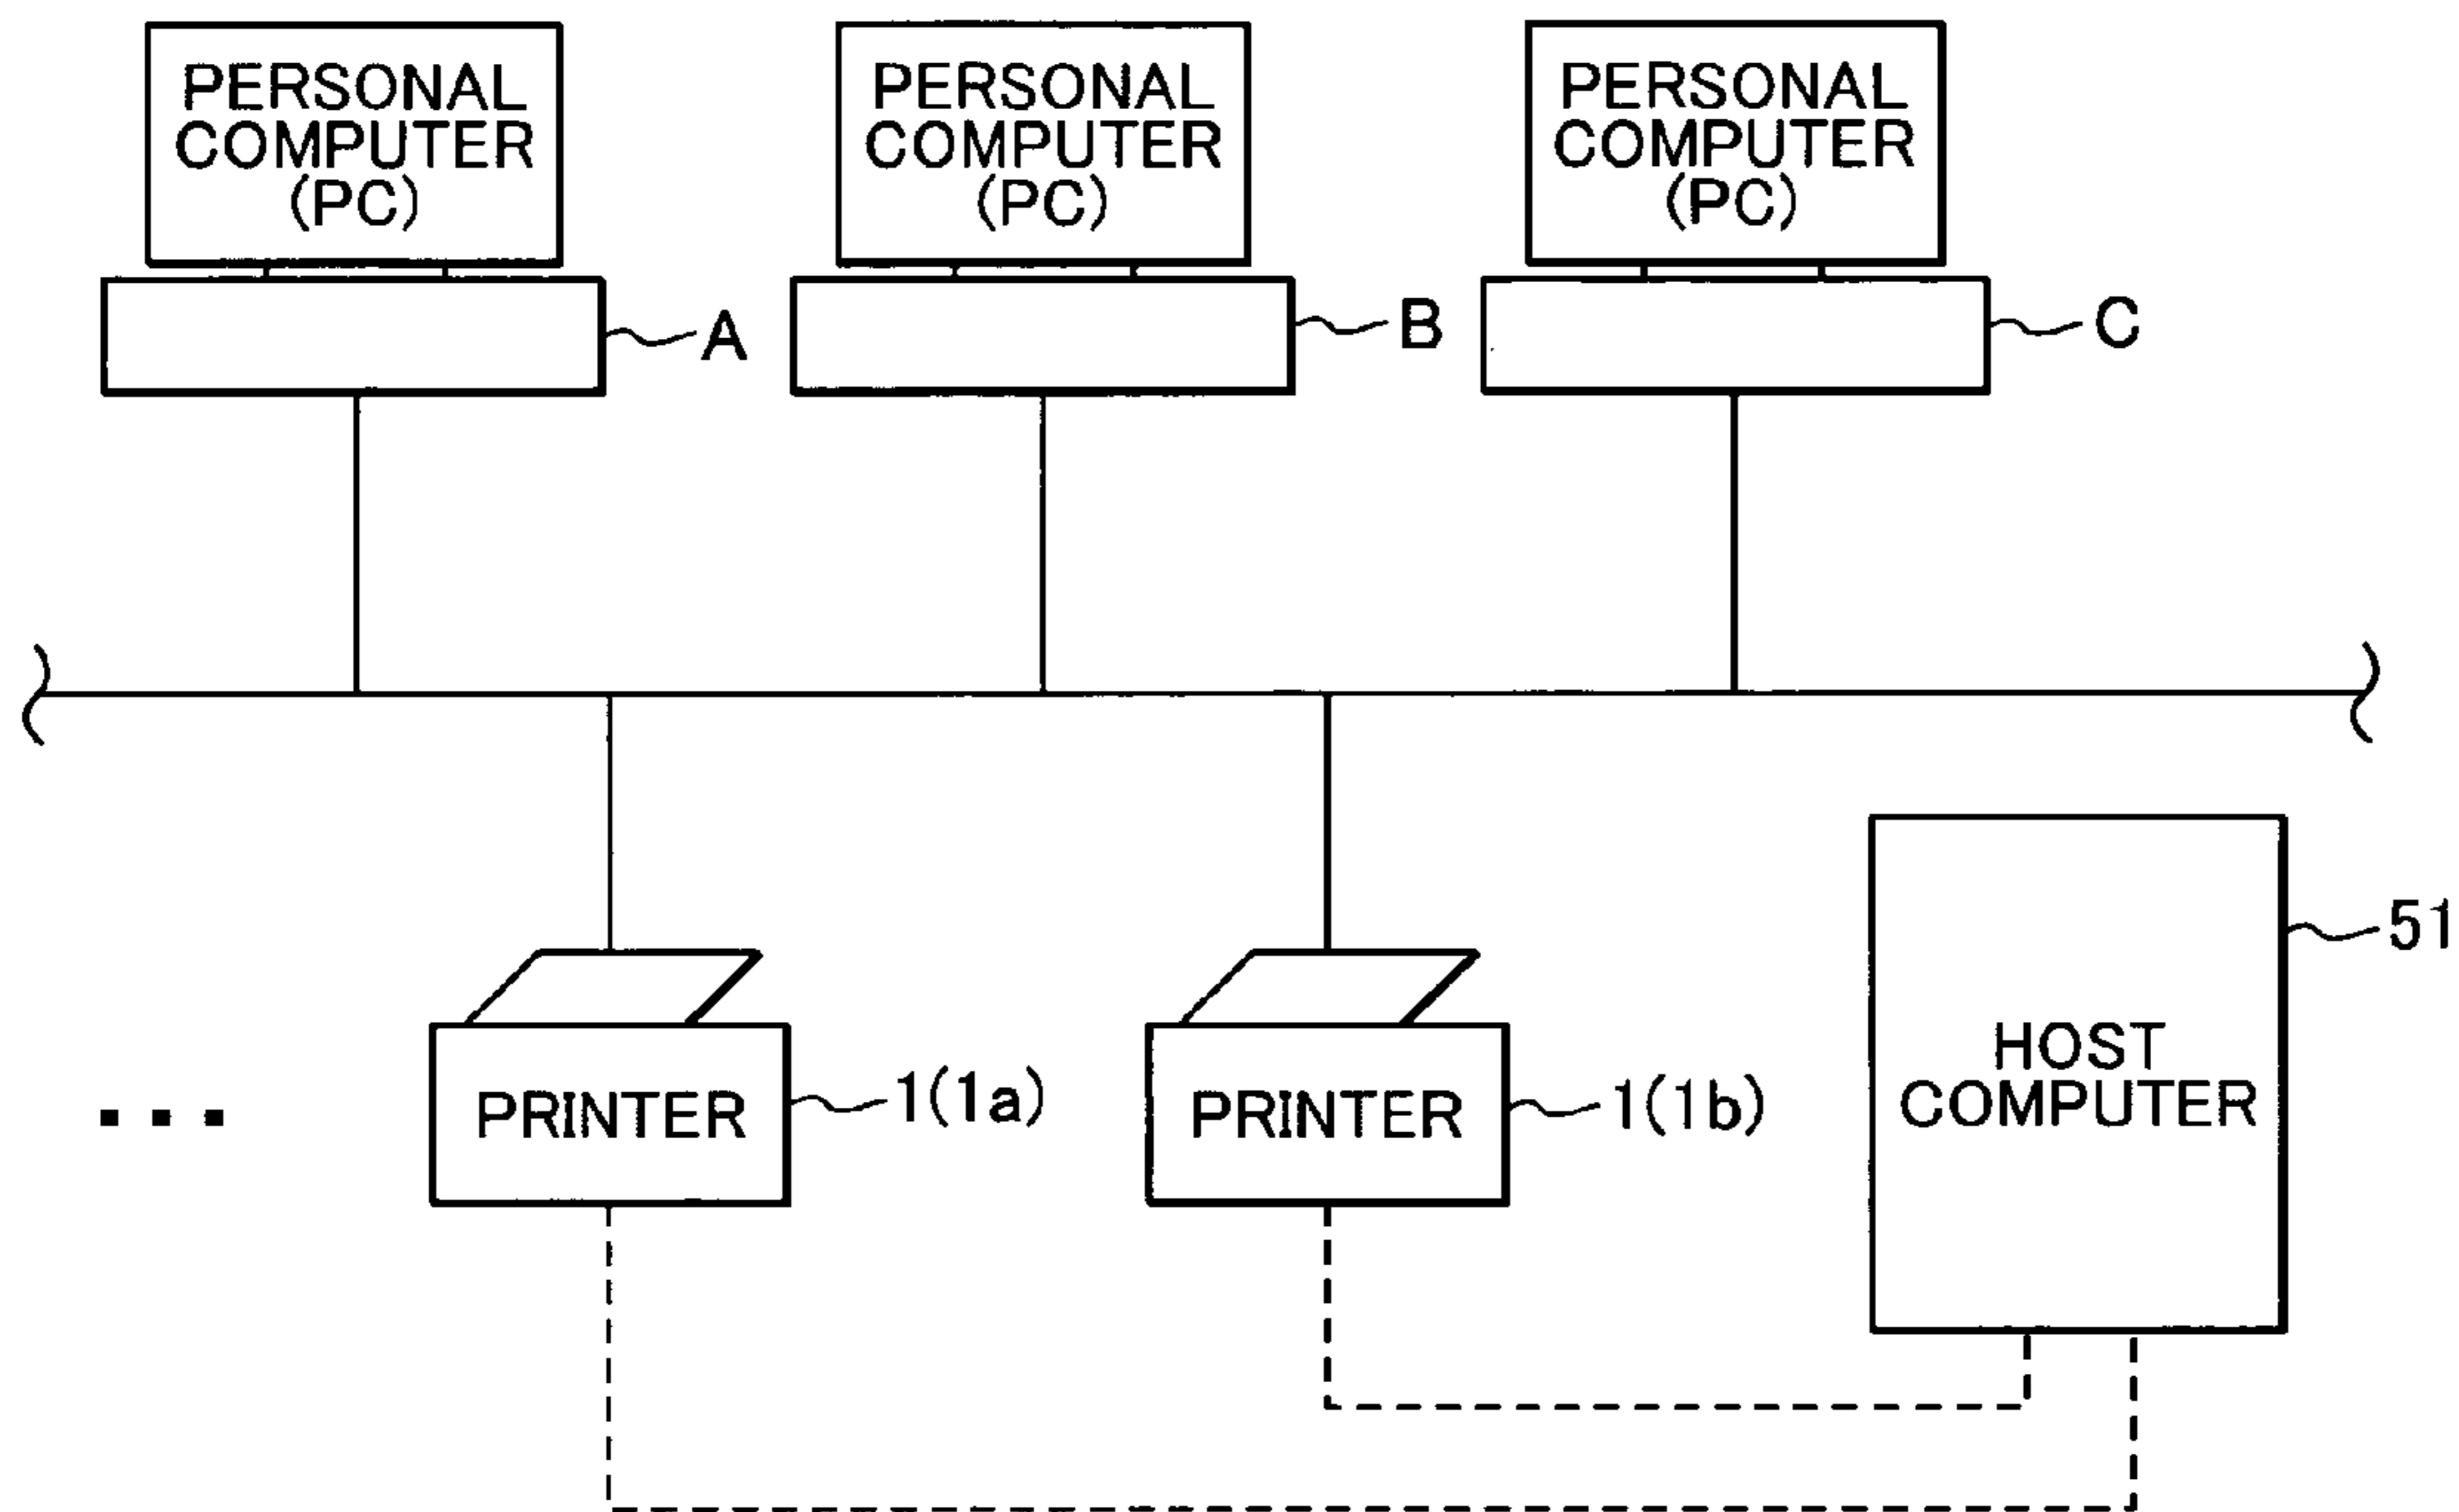 PERSONAL
COMPUTER
(PC)
PERSONAL
COMPUTER
(PC)
PERSONAL
COMPUTER
(PC)
A
B
C
51
HOST
COMPUTER
PRINTER
1(1a)
PRINTER
1(1b)